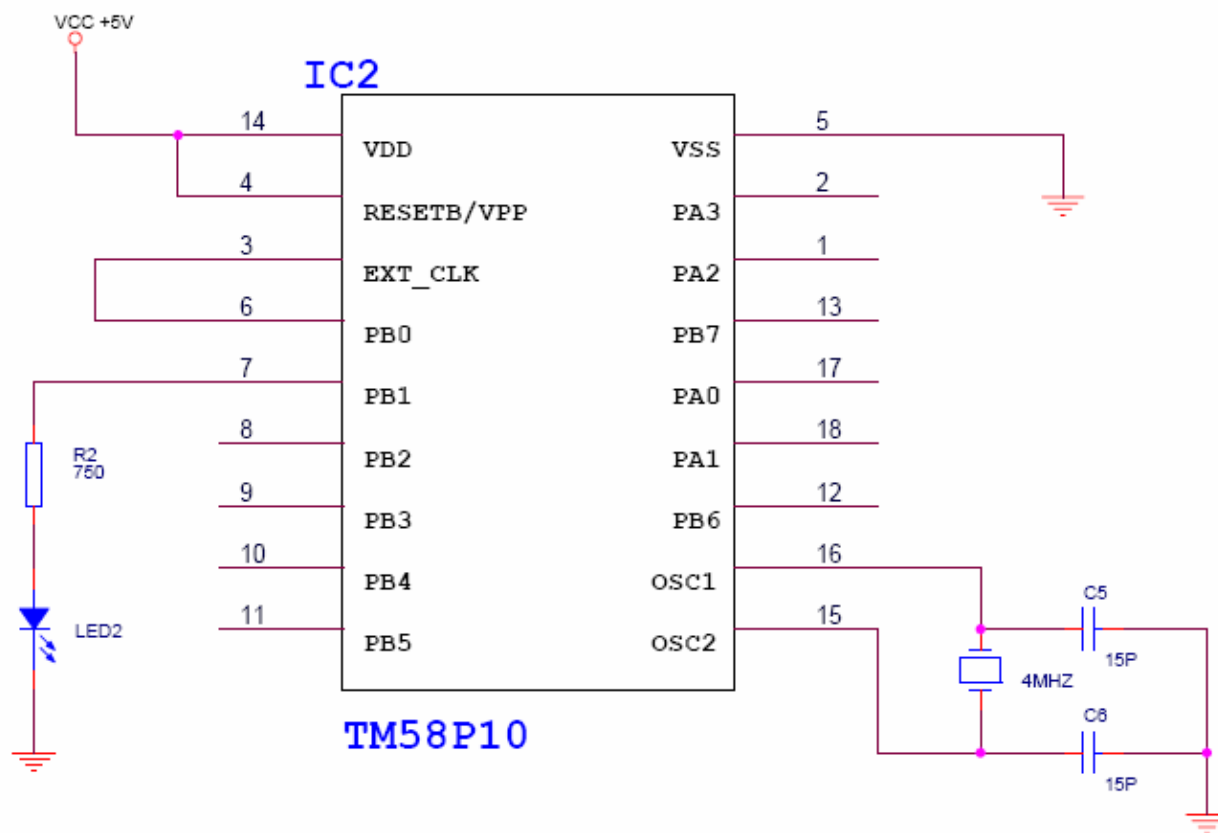 VCC +5V
IC2
14 VDD VSS 5
4 RESETB/VPP PA3 2
3 EXT_CLK PA2 1
6 PB0 PB7 13
7 PB1 PA0 17
8 PB2 PA1 18
9 PB3 PB6 12
10 PB4 OSC1 16
11 PB5 OSC2 15
R2
750
LED2
C5
15P
4MHZ
C6
15P
TM58P10